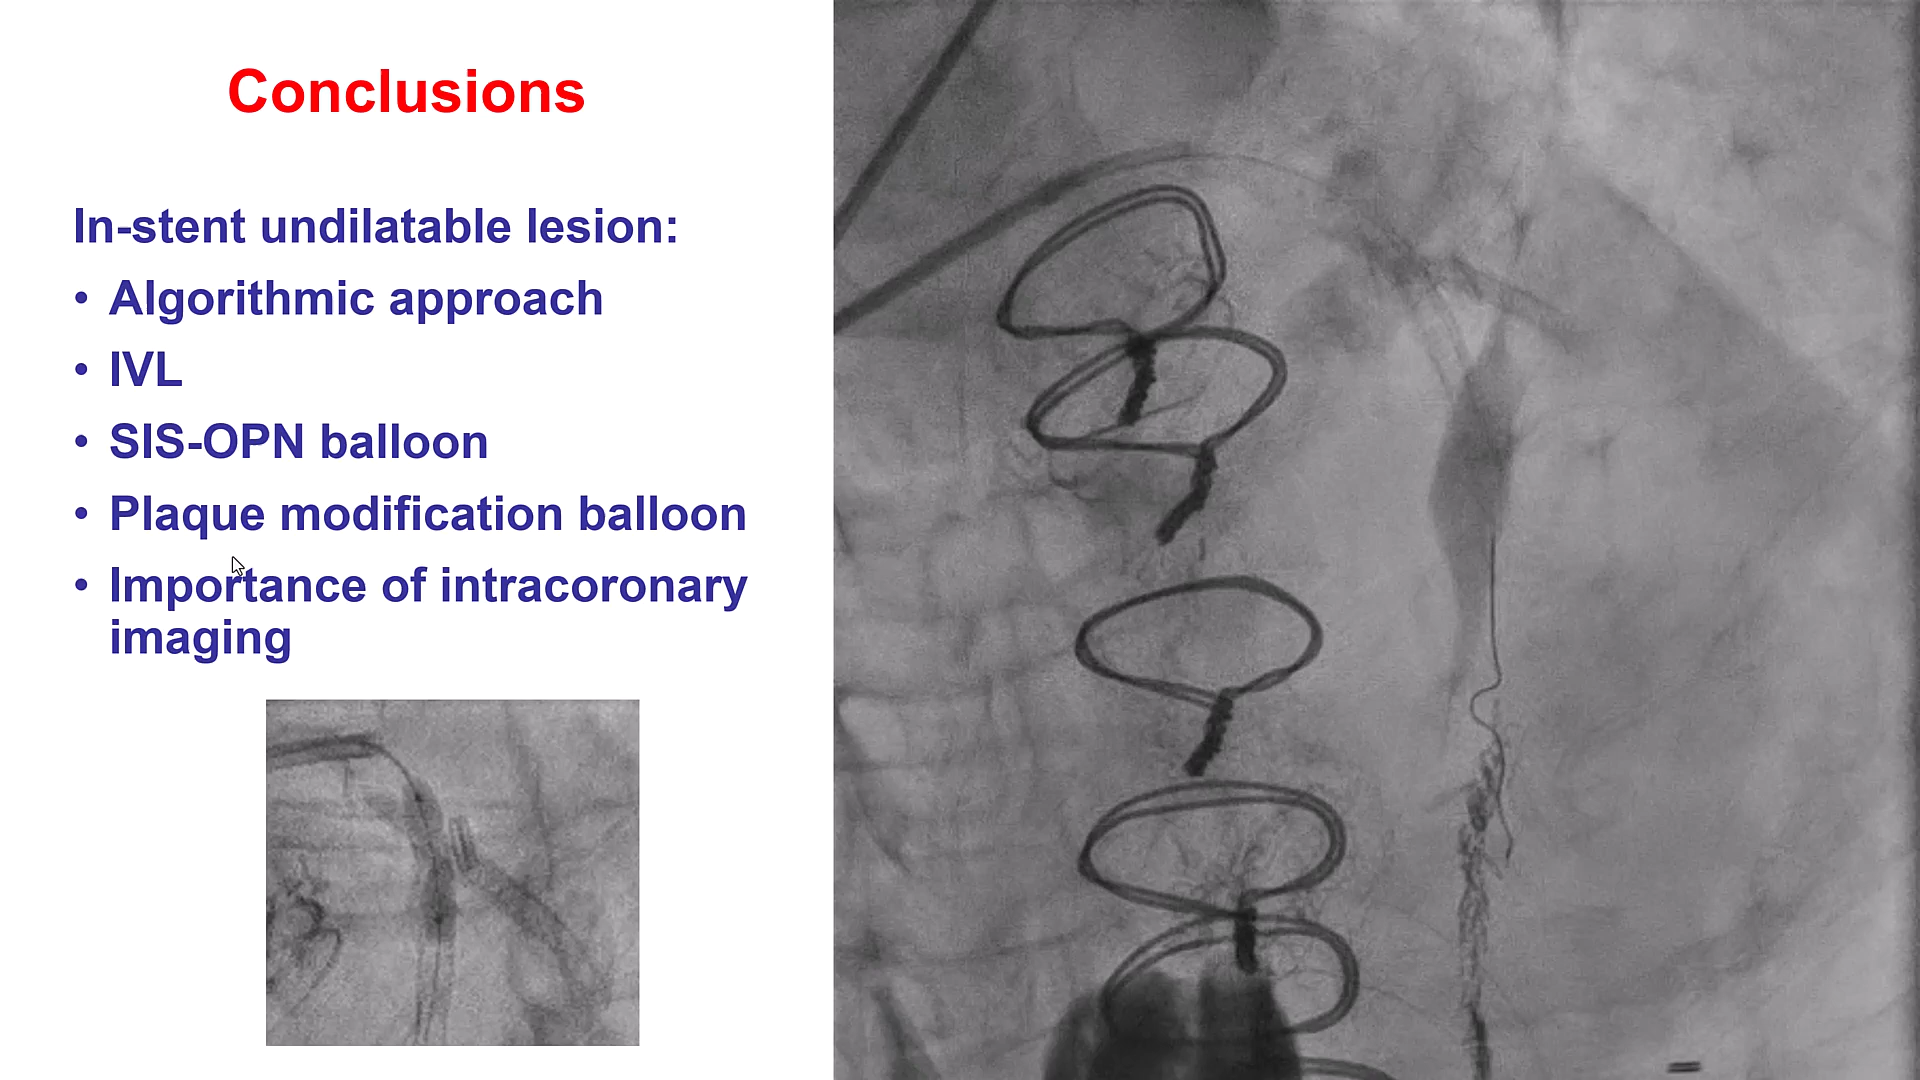 Conclusions
In-stent undilatable lesion:
• Algorithmic approach
• IVL
• SIS-OPN balloon
• Plaque modification balloon
• Importance of intracoronary
imaging